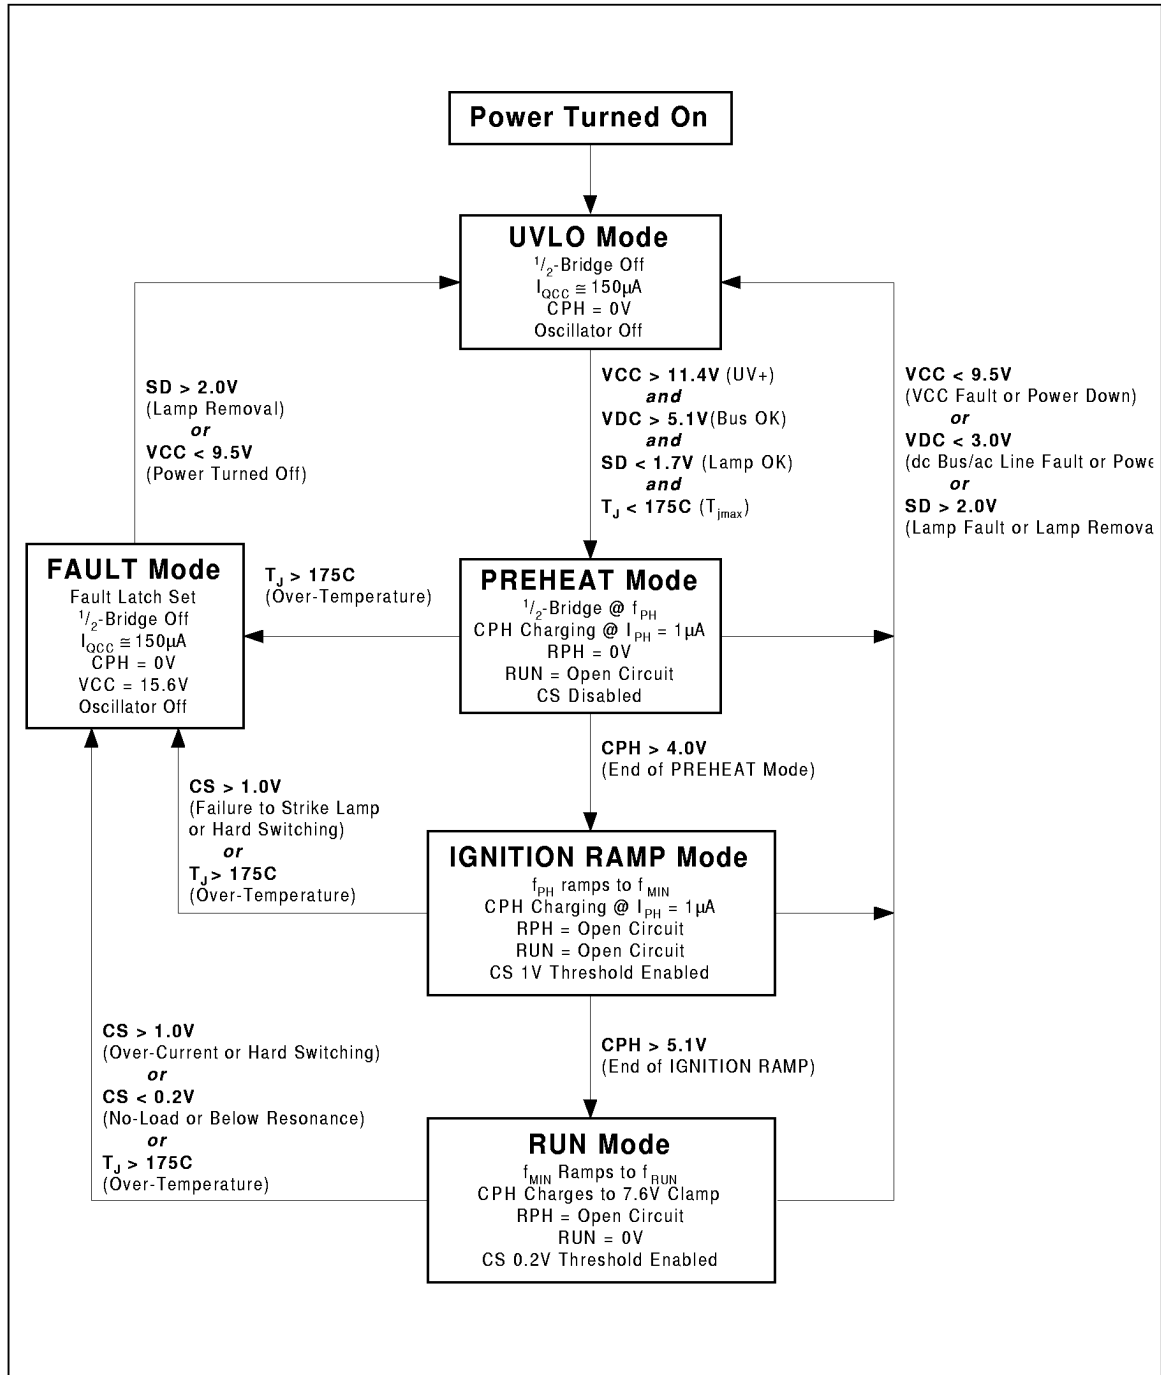 Power Turned On
UVLO Mode
1/2-Bridge Off
IQCC ≅ 150µA
CPH = 0V
Oscillator Off
SD > 2.0V
(Lamp Removal)
or
VCC < 9.5V
(Power Turned Off)
VCC > 11.4V (UV+)
and
VDC > 5.1V(Bus OK)
and
SD < 1.7V (Lamp OK)
and
TJ < 175C (Tjmax)
VCC < 9.5V
(VCC Fault or Power Down)
or
VDC < 3.0V
(dc Bus/ac Line Fault or Powe
or
SD > 2.0V
(Lamp Fault or Lamp Remova
FAULT Mode
Fault Latch Set
1/2-Bridge Off
IQCC ≅ 150µA
CPH = 0V
VCC = 15.6V
Oscillator Off
TJ > 175C
(Over-Temperature)
PREHEAT Mode
1/2-Bridge @ fPH
CPH Charging @ IPH = 1µA
RPH = 0V
RUN = Open Circuit
CS Disabled
CPH > 4.0V
(End of PREHEAT Mode)
CS > 1.0V
(Failure to Strike Lamp
or Hard Switching)
or
TJ > 175C
(Over-Temperature)
IGNITION RAMP Mode
fPH ramps to fMIN
CPH Charging @ IPH = 1µA
RPH = Open Circuit
RUN = Open Circuit
CS 1V Threshold Enabled
CPH > 5.1V
(End of IGNITION RAMP)
CS > 1.0V
(Over-Current or Hard Switching)
or
CS < 0.2V
(No-Load or Below Resonance)
or
TJ > 175C
(Over-Temperature)
RUN Mode
fMIN Ramps to fRUN
CPH Charges to 7.6V Clamp
RPH = Open Circuit
RUN = 0V
CS 0.2V Threshold Enabled